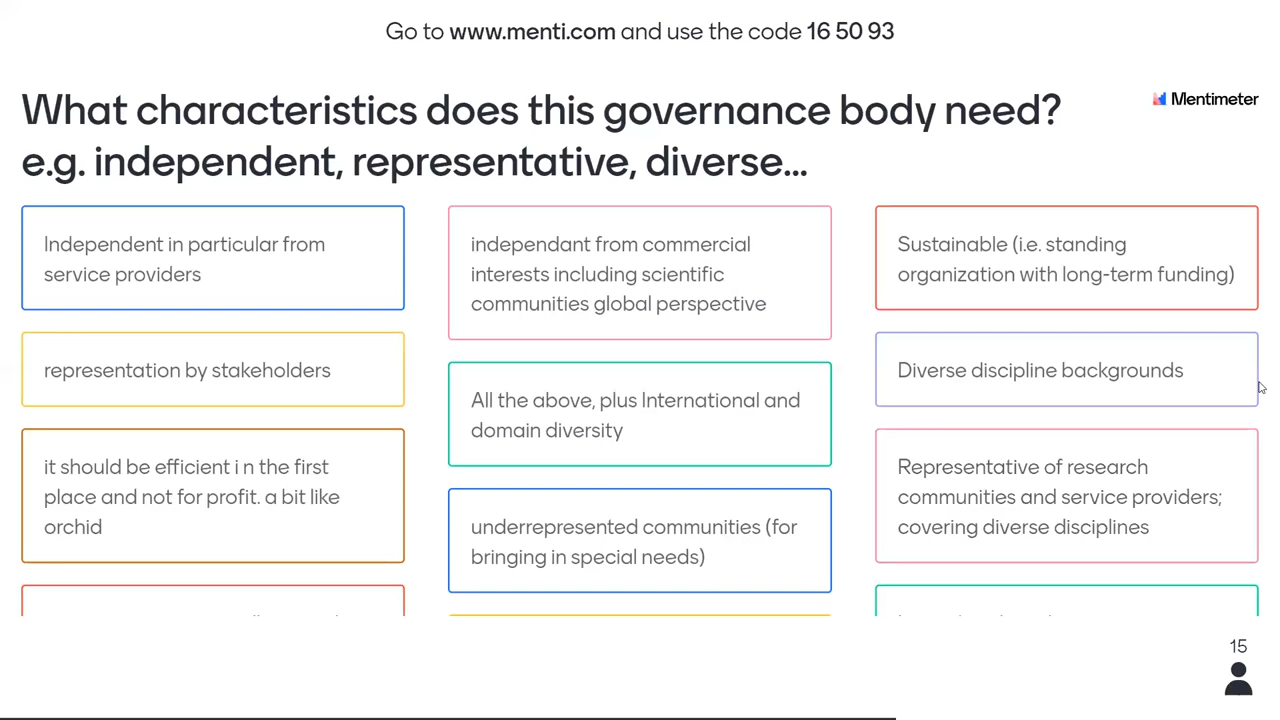 Go to www.menti.com and use the code 16 50 93
What characteristics does this governance body need?
e.g. independent, representative, diverse...
Mentimeter
Independent in particular from
service providers
representation by stakeholders
it should be efficient i n the first
place and not for profit. a bit like
orchid
independant from commercial
interests including scientific
communities global perspective
All the above, plus International and
domain diversity
underrepresented communities (for
bringing in special needs)
Sustainable (i.e. standing
organization with long-term funding)
Diverse discipline backgrounds
Representative of research
communities and service providers;
covering diverse disciplines
15